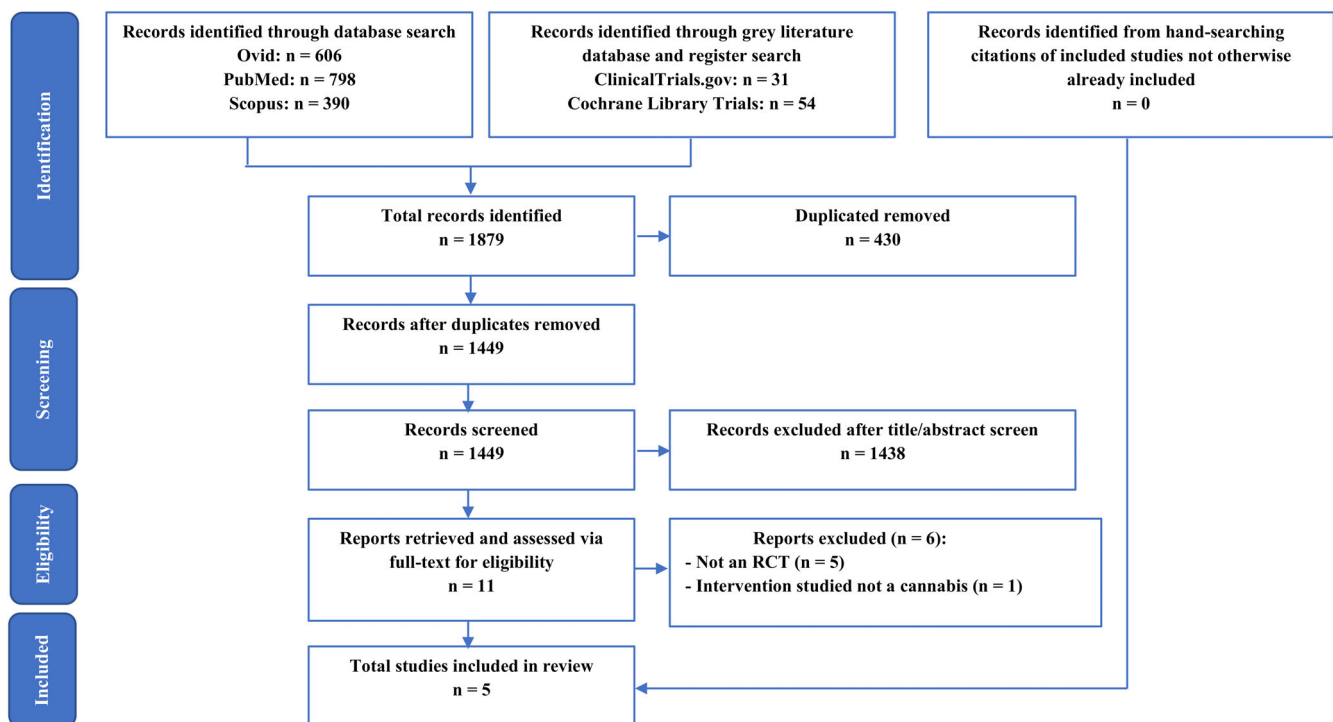 Identification
Records identified through database search
Ovid: n = 606
PubMed: n = 798
Scopus: n = 390
Records identified through grey literature
database and register search
ClinicalTrials.gov: n = 31
Cochrane Library Trials: n = 54
Records identified from hand-searching
citations of included studies not otherwise
already included
n = 0
Total records identified
n = 1879
Duplicated removed
n = 430
Screening
Records after duplicates removed
n = 1449
Records screened
n = 1449
Records excluded after title/abstract screen
n = 1438
Eligibility
Reports retrieved and assessed via
full-text for eligibility
n = 11
Reports excluded (n = 6):
- Not an RCT (n = 5)
- Intervention studied not a cannabis (n = 1)
Included
Total studies included in review
n = 5